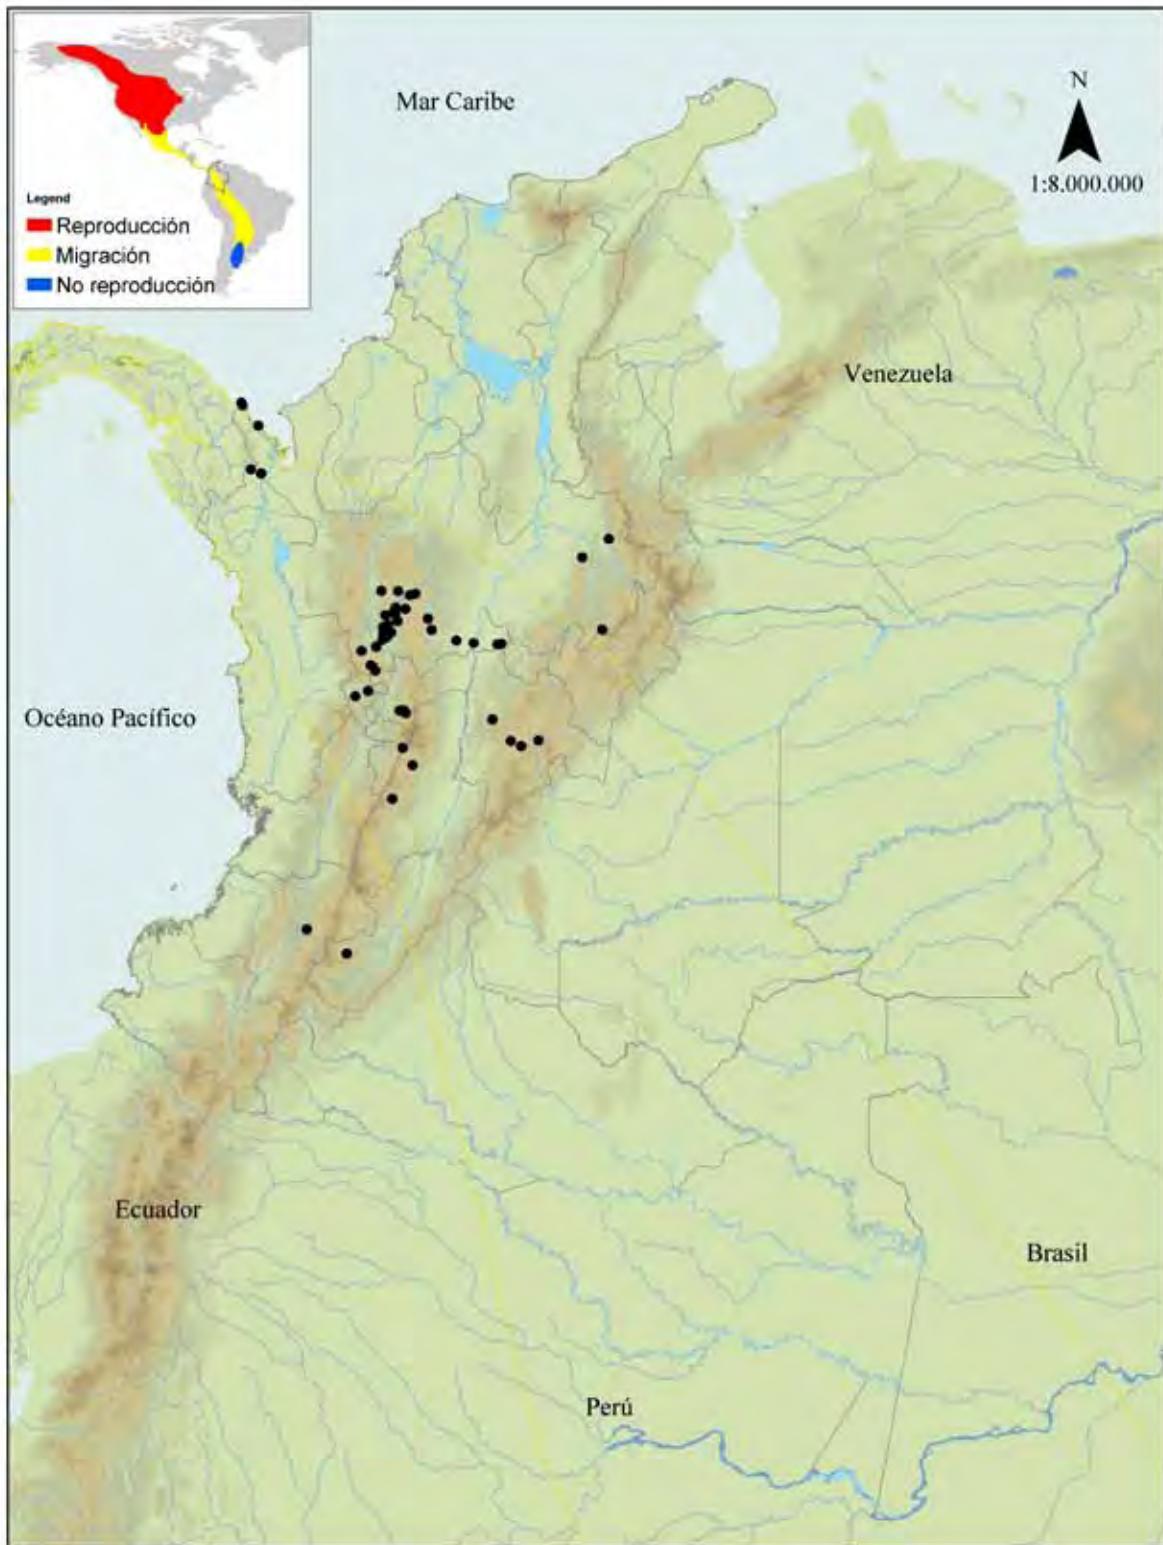 Mar Caribe
N
1:8.000.000
Legend
Reproducción
Migración
No reproducción
Venezuela
Océano Pacífico
Ecuador
Brasil
Perú